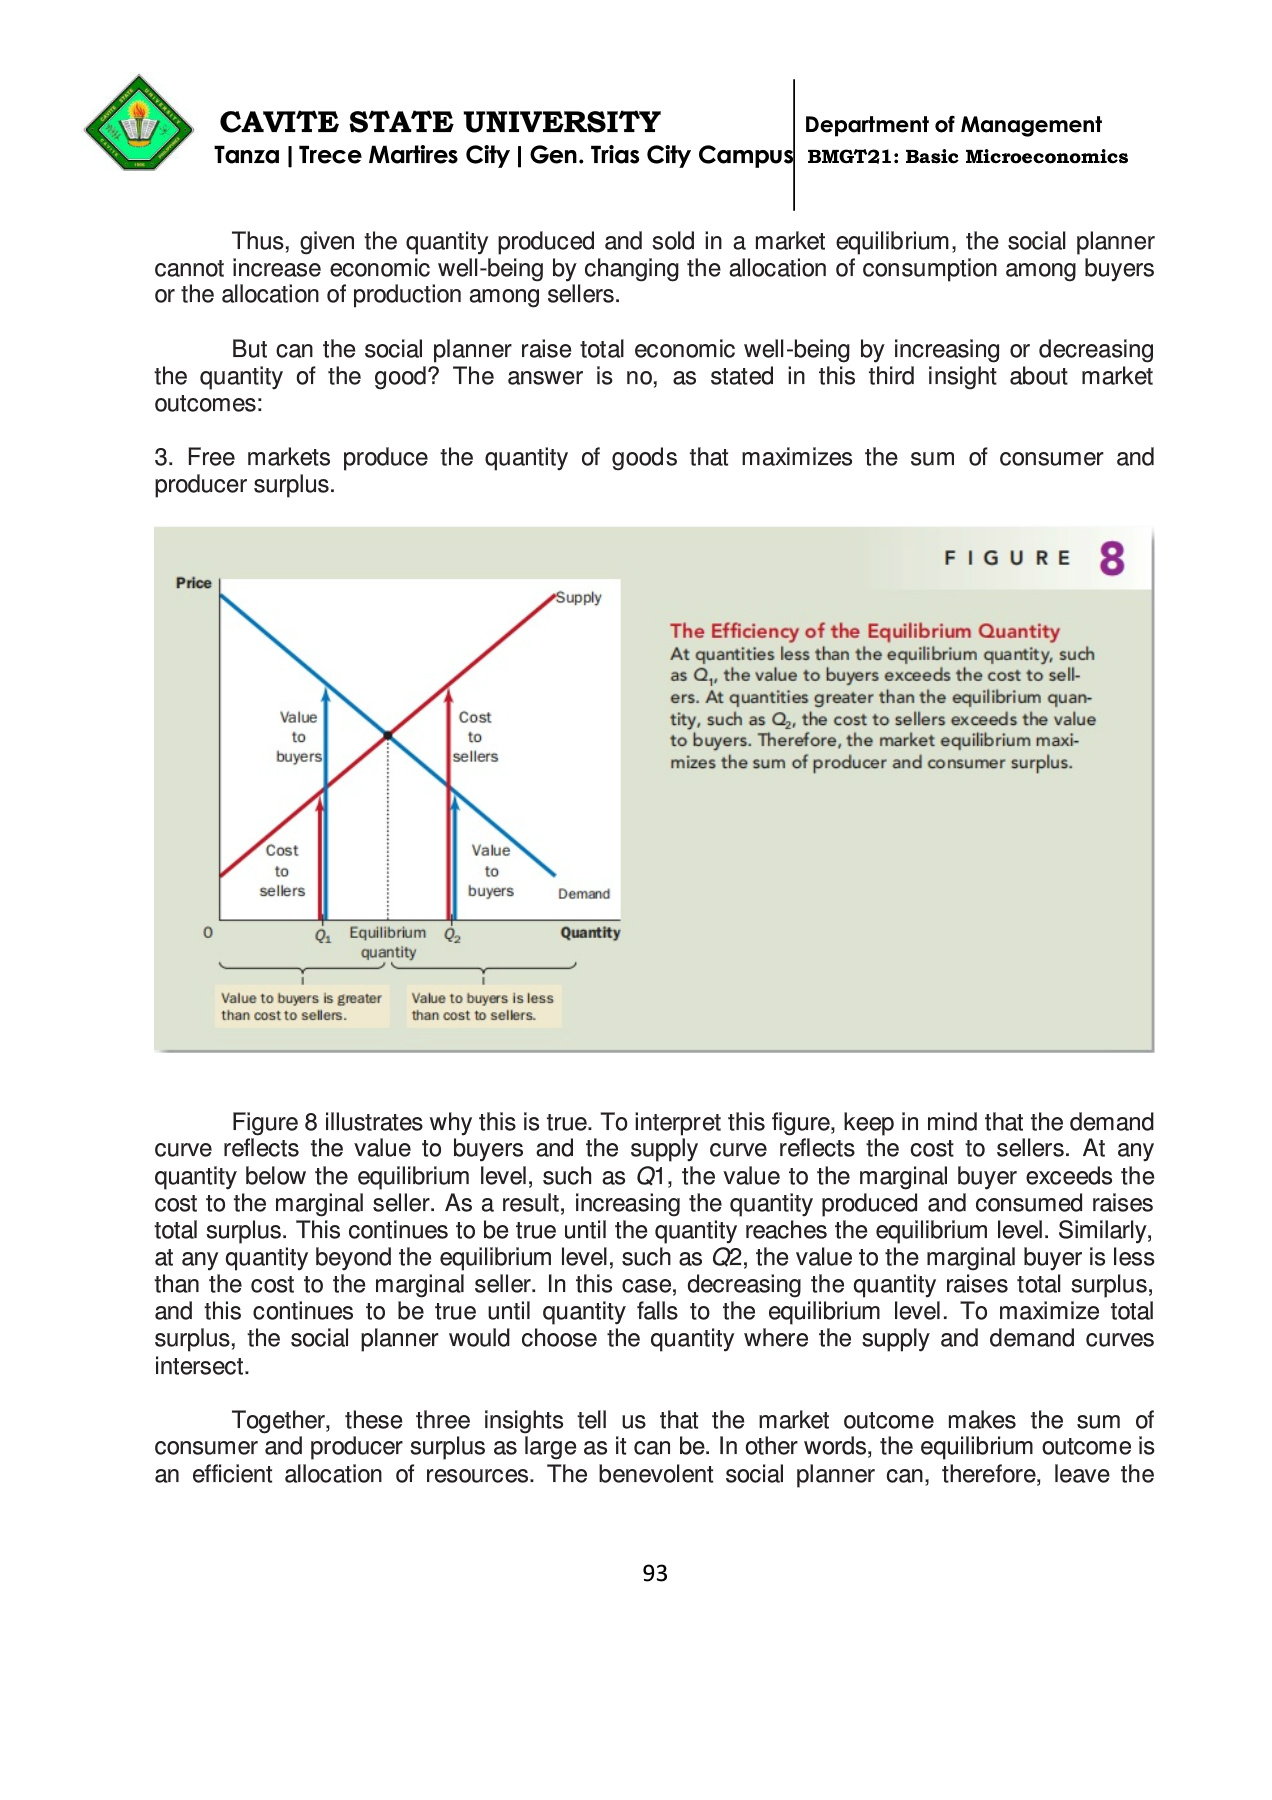 CAVITE STATE UNIVERSITY
Tanza | Trece Martires City | Gen. Trias City Campus
Department of Management
BMGT21: Basic Microeconomics
Thus, given the quantity produced and sold in a market equilibrium, the social planner
cannot increase economic well-being by changing the allocation of consumption among buyers
or the allocation of production among sellers.
But can the social planner raise total economic well-being by increasing or decreasing
the quantity of the good? The answer is no, as stated in this third insight about market
outcomes:
3. Free markets produce the quantity of goods that maximizes the sum of consumer and
producer surplus.
FIGURE 8
Price
Supply
Value
to
buyers
Cost
to
sellers
Cost
to
sellers
Value
to
buyers
Demand
0
Q1
Equilibrium
quantity
Q2
Quantity
Value to buyers is greater
than cost to sellers.
Value to buyers is less
than cost to sellers.
The Efficiency of the Equilibrium Quantity
At quantities less than the equilibrium quantity, such
as Q1, the value to buyers exceeds the cost to sell-
ers. At quantities greater than the equilibrium quan-
tity, such as Q2, the cost to sellers exceeds the value
to buyers. Therefore, the market equilibrium maxi-
mizes the sum of producer and consumer surplus.
Figure 8 illustrates why this is true. To interpret this figure, keep in mind that the demand
curve reflects the value to buyers and the supply curve reflects the cost to sellers. At any
quantity below the equilibrium level, such as Q1, the value to the marginal buyer exceeds the
cost to the marginal seller. As a result, increasing the quantity produced and consumed raises
total surplus. This continues to be true until the quantity reaches the equilibrium level. Similarly,
at any quantity beyond the equilibrium level, such as Q2, the value to the marginal buyer is less
than the cost to the marginal seller. In this case, decreasing the quantity raises total surplus,
and this continues to be true until quantity falls to the equilibrium level. To maximize total
surplus, the social planner would choose the quantity where the supply and demand curves
intersect.
Together, these three insights tell us that the market outcome makes the sum of
consumer and producer surplus as large as it can be. In other words, the equilibrium outcome is
an efficient allocation of resources. The benevolent social planner can, therefore, leave the
93